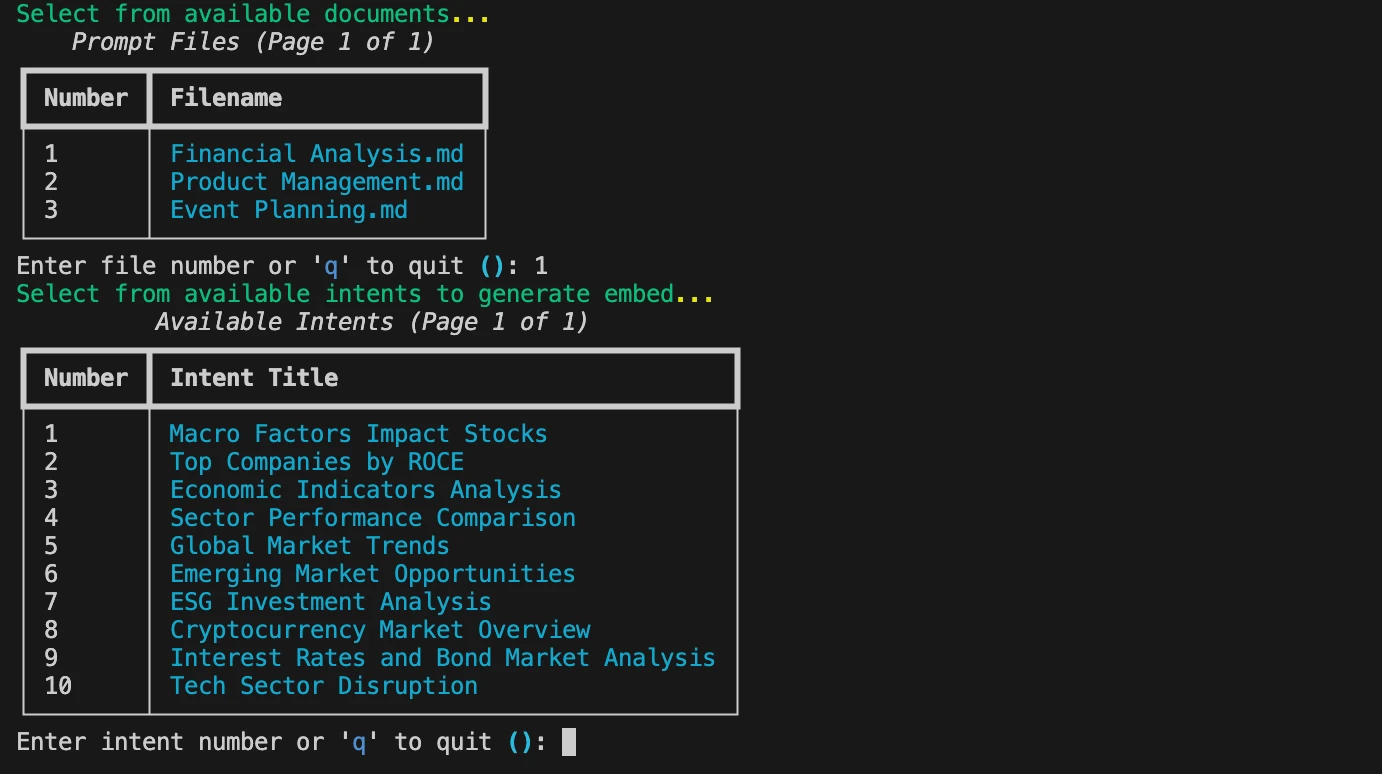 Select from available documents...
Prompt Files (Page 1 of 1)
Number Filename
1 Financial Analysis.md
2 Product Management.md
3 Event Planning.md
Enter file number or 'q' to quit (): 1
Select from available intents to generate embed...
Available Intents (Page 1 of 1)
Number Intent Title
1 Macro Factors Impact Stocks
2 Top Companies by ROCE
3 Economic Indicators Analysis
4 Sector Performance Comparison
5 Global Market Trends
6 Emerging Market Opportunities
7 ESG Investment Analysis
8 Cryptocurrency Market Overview
9 Interest Rates and Bond Market Analysis
10 Tech Sector Disruption
Enter intent number or 'q' to quit ():